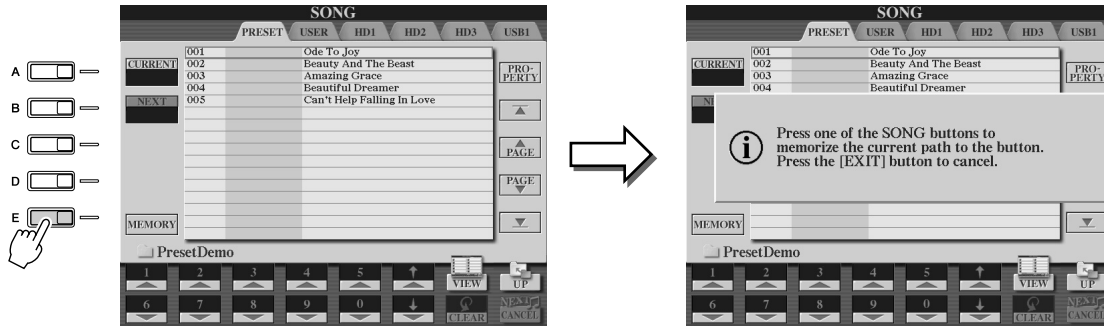 SONG
PRESET USER HD1 HD2 HD3 USB1
001 Ode To Joy
002 Beauty And The Beast
003 Amazing Grace
004 Beautiful Dreamer
005 Can't Help Falling In Love
A
B
C
D
E
CURRENT
NEXT
MEMORY
PRO-
PERTY
PAGE
PAGE
PresetDemo
1 2 3 4 5 VIEW UP
6 7 8 9 0 CLEAR NEXT
CANCEL
SONG
PRESET USER HD1 HD2 HD3 USB1
001 Ode To Joy
002 Beauty And The Beast
003 Amazing Grace
004 Beautiful Dreamer
CURRENT
PRO-
PERTY
Press one of the SONG buttons to
memorize the current path to the button.
Press the [EXIT] button to cancel.
MEMORY
PresetDemo
1 2 3 4 5 VIEW UP
6 7 8 9 0 CLEAR NEXT
CANCEL